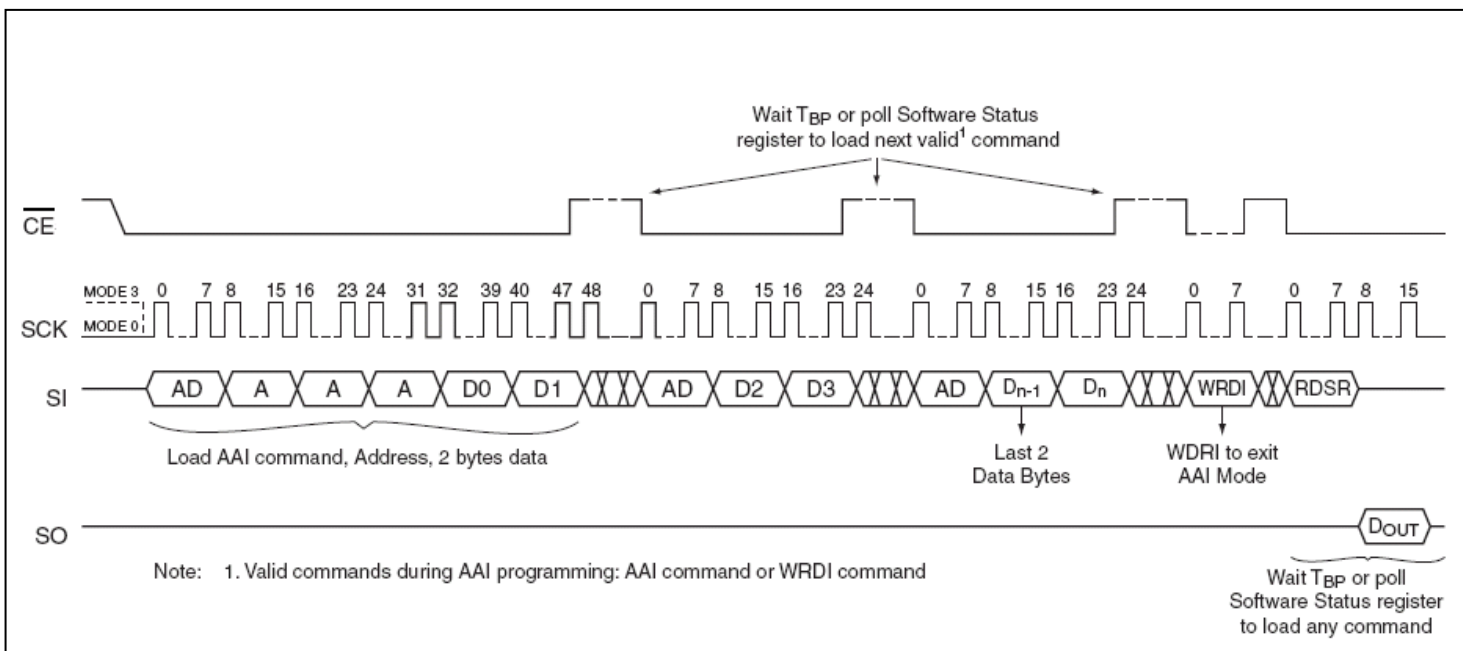 Wait TBP or poll Software Status
register to load next valid1 command
CE
MODE 3 0 7 8 15 16 23 24 31 32 39 40 47 48 0 7 8 15 16 23 24 0 7 8 15 16 23 24 0 7 0 7 8 15
SCK MODE 0
SI AD A A A D0 D1 AD D2 D3 AD Dn-1 Dn WRDI RDSR
Load AAI command, Address, 2 bytes data
Last 2
Data Bytes
WDRI to exit
AAI Mode
SO DOUT
Note: 1. Valid commands during AAI programming: AAI command or WRDI command
Wait TBP or poll
Software Status register
to load any command